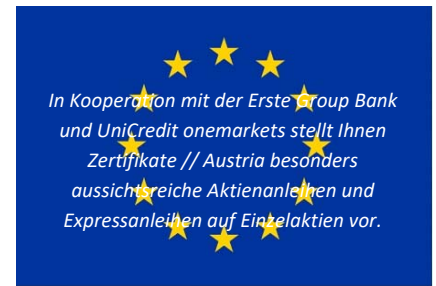 In Kooperation mit der Erste Group Bank
und UniCredit onemarkets stellt Ihnen
Zertifikate // Austria besonders
aussichtsreiche Aktienanleihen und
Expressanleihen auf Einzelaktien vor.